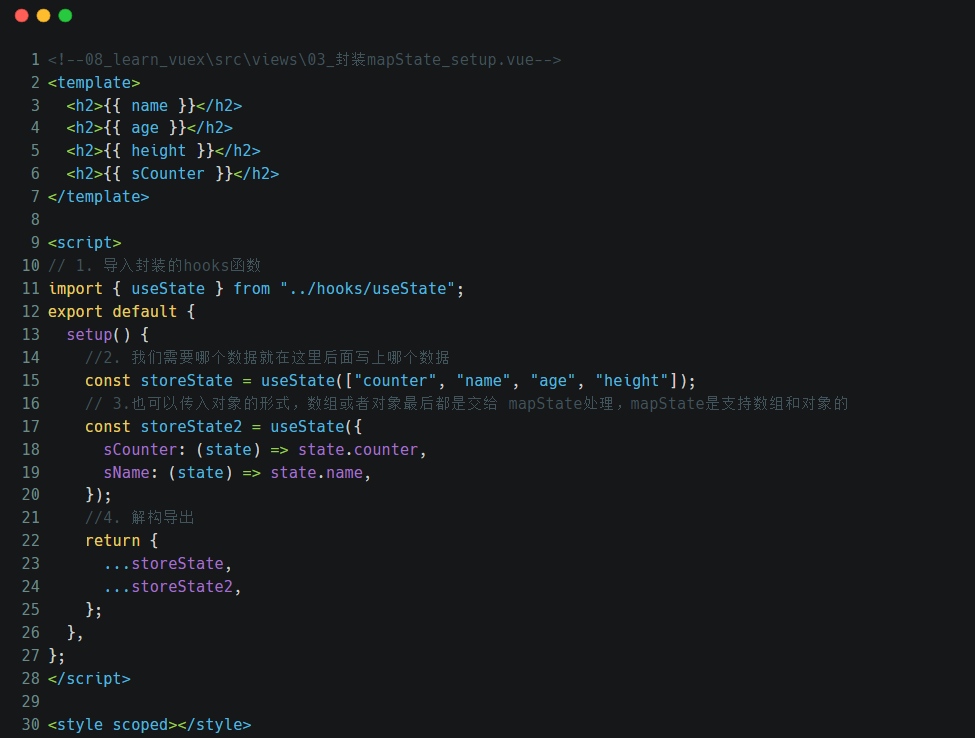 1 <!--08_learn_vuex\src\views\03_封装mapState_setup.vue-->
2 <template>
3   <h2>{{ name }}</h2>
4   <h2>{{ age }}</h2>
5   <h2>{{ height }}</h2>
6   <h2>{{ sCounter }}</h2>
7 </template>
8
9 <script>
10 // 1. 导入封装的hooks函数
11 import { useState } from "../hooks/useState";
12 export default {
13   setup() {
14     //2. 我们需要哪个数据就在这里后面写上哪个数据
15     const storeState = useState(["counter", "name", "age", "height"]);
16     // 3.也可以传入对象的形式，数组或者对象最后都是交给 mapState处理，mapState是支持数组和对象的
17     const storeState2 = useState({
18       sCounter: (state) => state.counter,
19       sName: (state) => state.name,
20     });
21     //4. 解构导出
22     return {
23       ...storeState,
24       ...storeState2,
25     };
26   },
27 };
28 </script>
29
30 <style scoped></style>